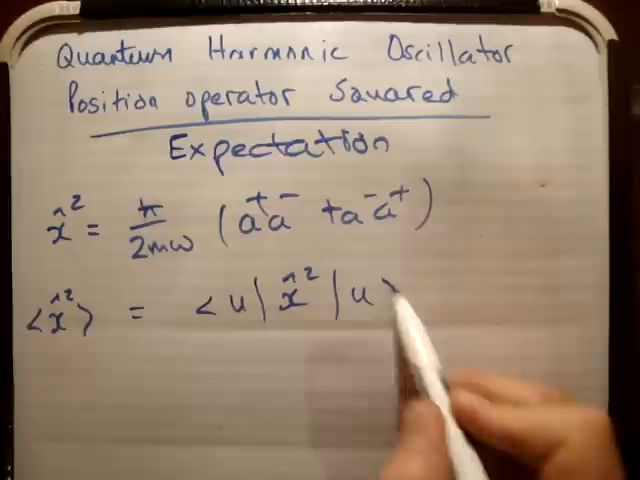 Quantum Harmonic Oscillator
Position operator Squared
Expectation
x̂² = ħ/2mω (a⁺a⁻ + a⁻a⁺)
<x̂²> = <u|x̂²|u>